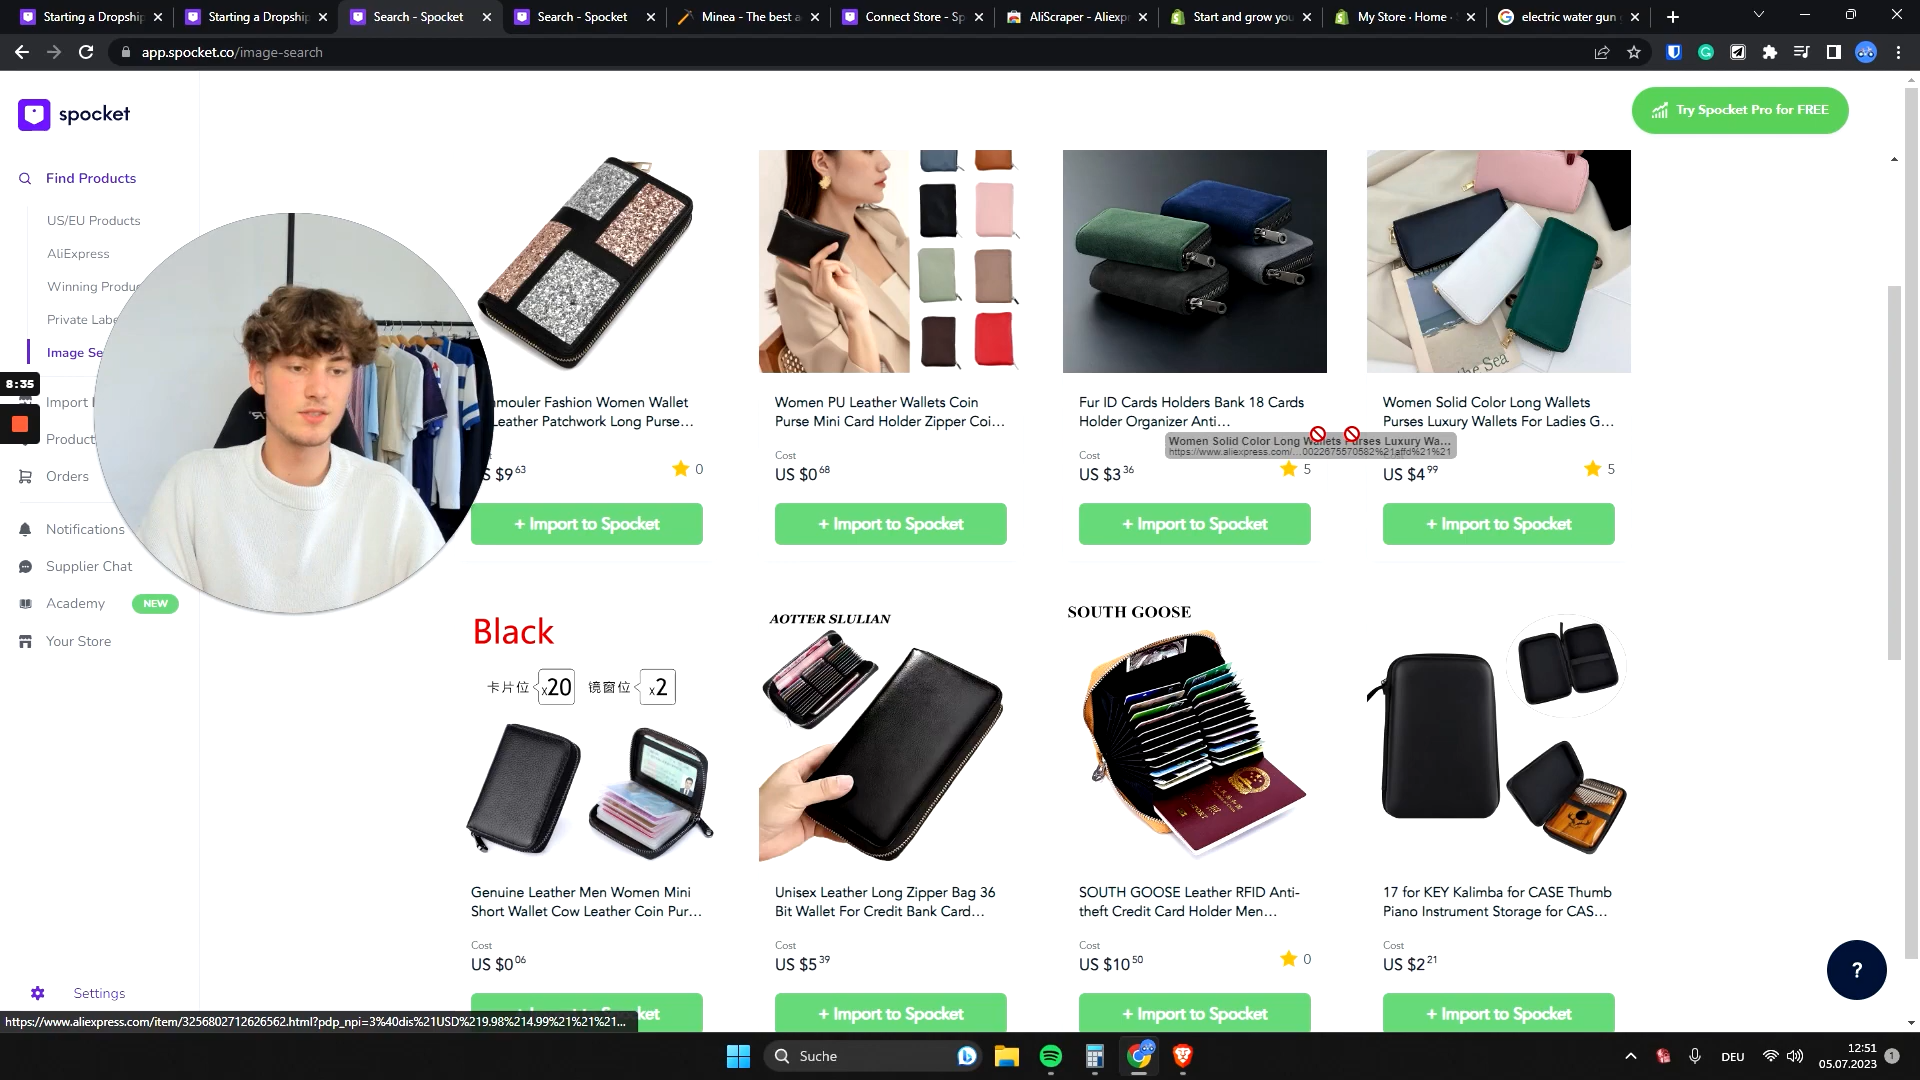 Starting a Dropship
Starting a Dropship
Search - Spocket
Search - Spocket
Minea - The best a
Connect Store - Sp
AliScraper - Aliexp
Start and grow you
My Store · Home ·
electric water gun
app.spocket.co/image-search
spocket
Try Spocket Pro for FREE
Find Products
US/EU Products
AliExpress
Winning Produc
Private Labe
Image Se
8:35
Import
Product
Orders
Notifications
Supplier Chat
Academy
NEW
Your Store
Settings
mouler Fashion Women Wallet
Leather Patchwork Long Purse...
US $9.63
0
+ Import to Spocket
Women PU Leather Wallets Coin
Purse Mini Card Holder Zipper Coi...
Cost
US $0.68
+ Import to Spocket
Fur ID Cards Holders Bank 18 Cards
Holder Organizer Anti...
Cost
US $3.36
5
+ Import to Spocket
the Sea
Women Solid Color Long Wallets
Purses Luxury Wallets For Ladies G...
US $4.99
5
+ Import to Spocket
Women Solid Color Long Wallets Purses Luxury Wa...
https://www.aliexpress.com/...0022675570582%21affd%21%21
Black
卡片位 x20 镜窗位 x2
Genuine Leather Men Women Mini
Short Wallet Cow Leather Coin Pur...
Cost
US $0.06
AOTTER SLULIAN
Unisex Leather Long Zipper Bag 36
Bit Wallet For Credit Bank Card...
Cost
US $5.39
+ Import to Spocket
SOUTH GOOSE
SOUTH GOOSE Leather RFID Anti-
theft Credit Card Holder Men...
Cost
US $10.50
0
+ Import to Spocket
17 for KEY Kalimba for CASE Thumb
Piano Instrument Storage for CAS...
Cost
US $2.21
+ Import to Spocket
?
https://www.aliexpress.com/item/3256802712626562.html?pdp_npi=3%40dis%21USD%219.98%214.99%21%21%21...
Suche
DEU
12:51
05.07.2023
1